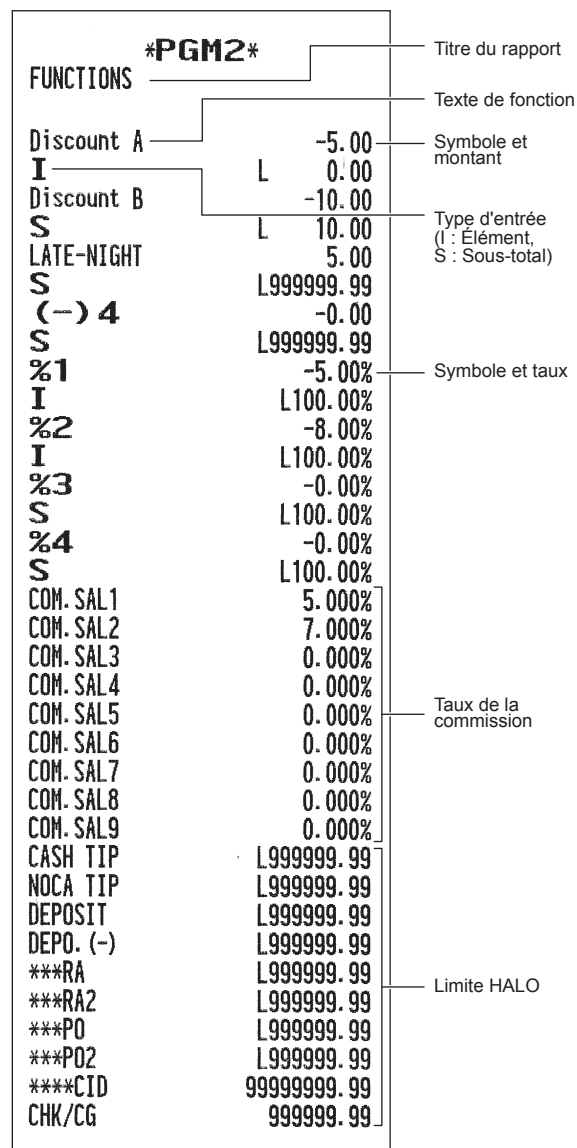 *PGM2*
FUNCTIONS
Titre du rapport
Texte de fonction
Discount A -5.00
Symbole et
montant
I L 0.00
Discount B -10.00
Type d'entrée
(I : Élément,
S : Sous-total)
S L 10.00
LATE-NIGHT 5.00
S L999999.99
(-)4 -0.00
S L999999.99
%1 -5.00%
Symbole et taux
I L100.00%
%2 -8.00%
I L100.00%
%3 -0.00%
S L100.00%
%4 -0.00%
S L100.00%
COM.SAL1 5.000%
COM.SAL2 7.000%
COM.SAL3 0.000%
COM.SAL4 0.000%
COM.SAL5 0.000%
COM.SAL6 0.000%
COM.SAL7 0.000%
COM.SAL8 0.000%
COM.SAL9 0.000%
Taux de la
commission
CASH TIP L999999.99
NOCA TIP L999999.99
DEPOSIT L999999.99
DEPO.(-) L999999.99
***RA L999999.99
***RA2 L999999.99
***PO L999999.99
***PO2 L999999.99
****CID 99999999.99
CHK/CG 999999.99
Limite HALO